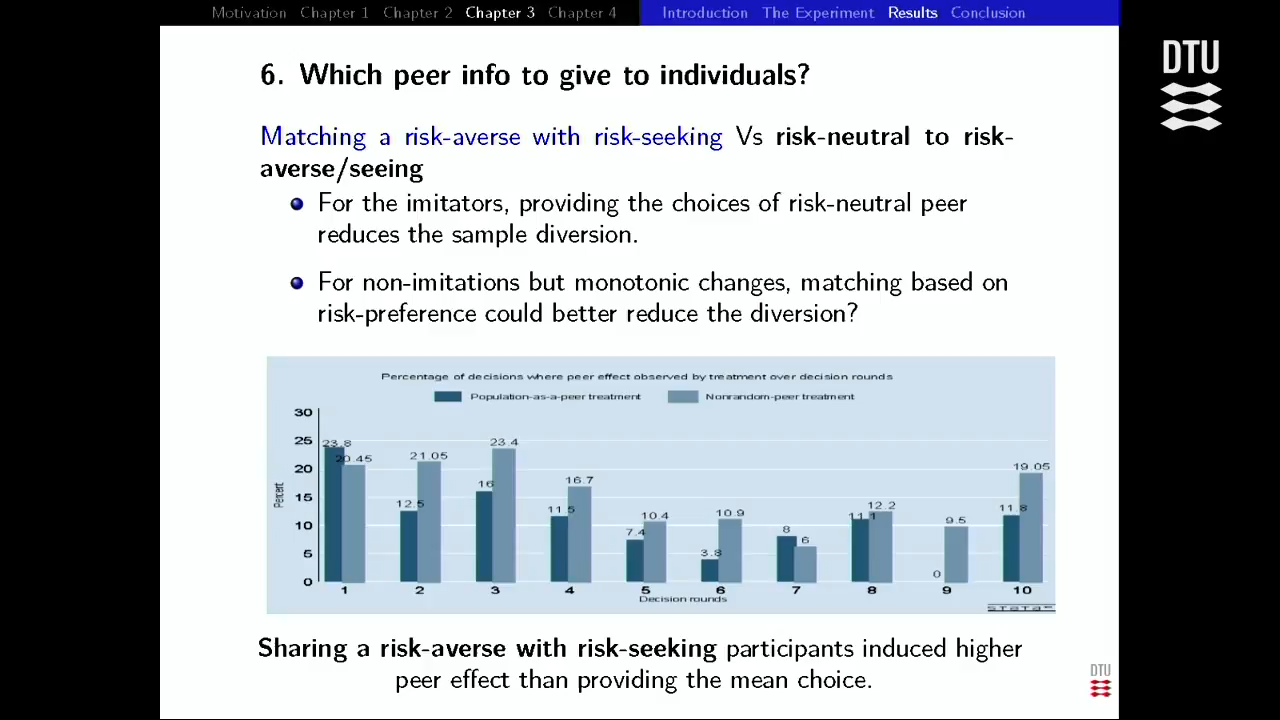 Motivation Chapter 1 Chapter 2 Chapter 3 Chapter 4 Introduction The Experiment Results Conclusion
DTU
6. Which peer info to give to individuals?
Matching a risk-averse with risk-seeking Vs risk-neutral to risk-
averse/seeing
For the imitators, providing the choices of risk-neutral peer
reduces the sample diversion.
For non-imitations but monotonic changes, matching based on
risk-preference could better reduce the diversion?
Percentage of decisions where peer effect observed by treatment over decision rounds
Population-as-a-peer treatment Nonrandom-peer treatment
Percent
30
25
20
15
10
5
0
23.8 20.45 12.5 21.05 16 23.4 11.5 16.7 7.4 10.4 3.8 10.9 8 6 11.1 12.2 0 9.5 11.8 19.05
1 2 3 4 5 6 7 8 9 10
Decision rounds
STATA
Sharing a risk-averse with risk-seeking participants induced higher
peer effect than providing the mean choice.
DTU